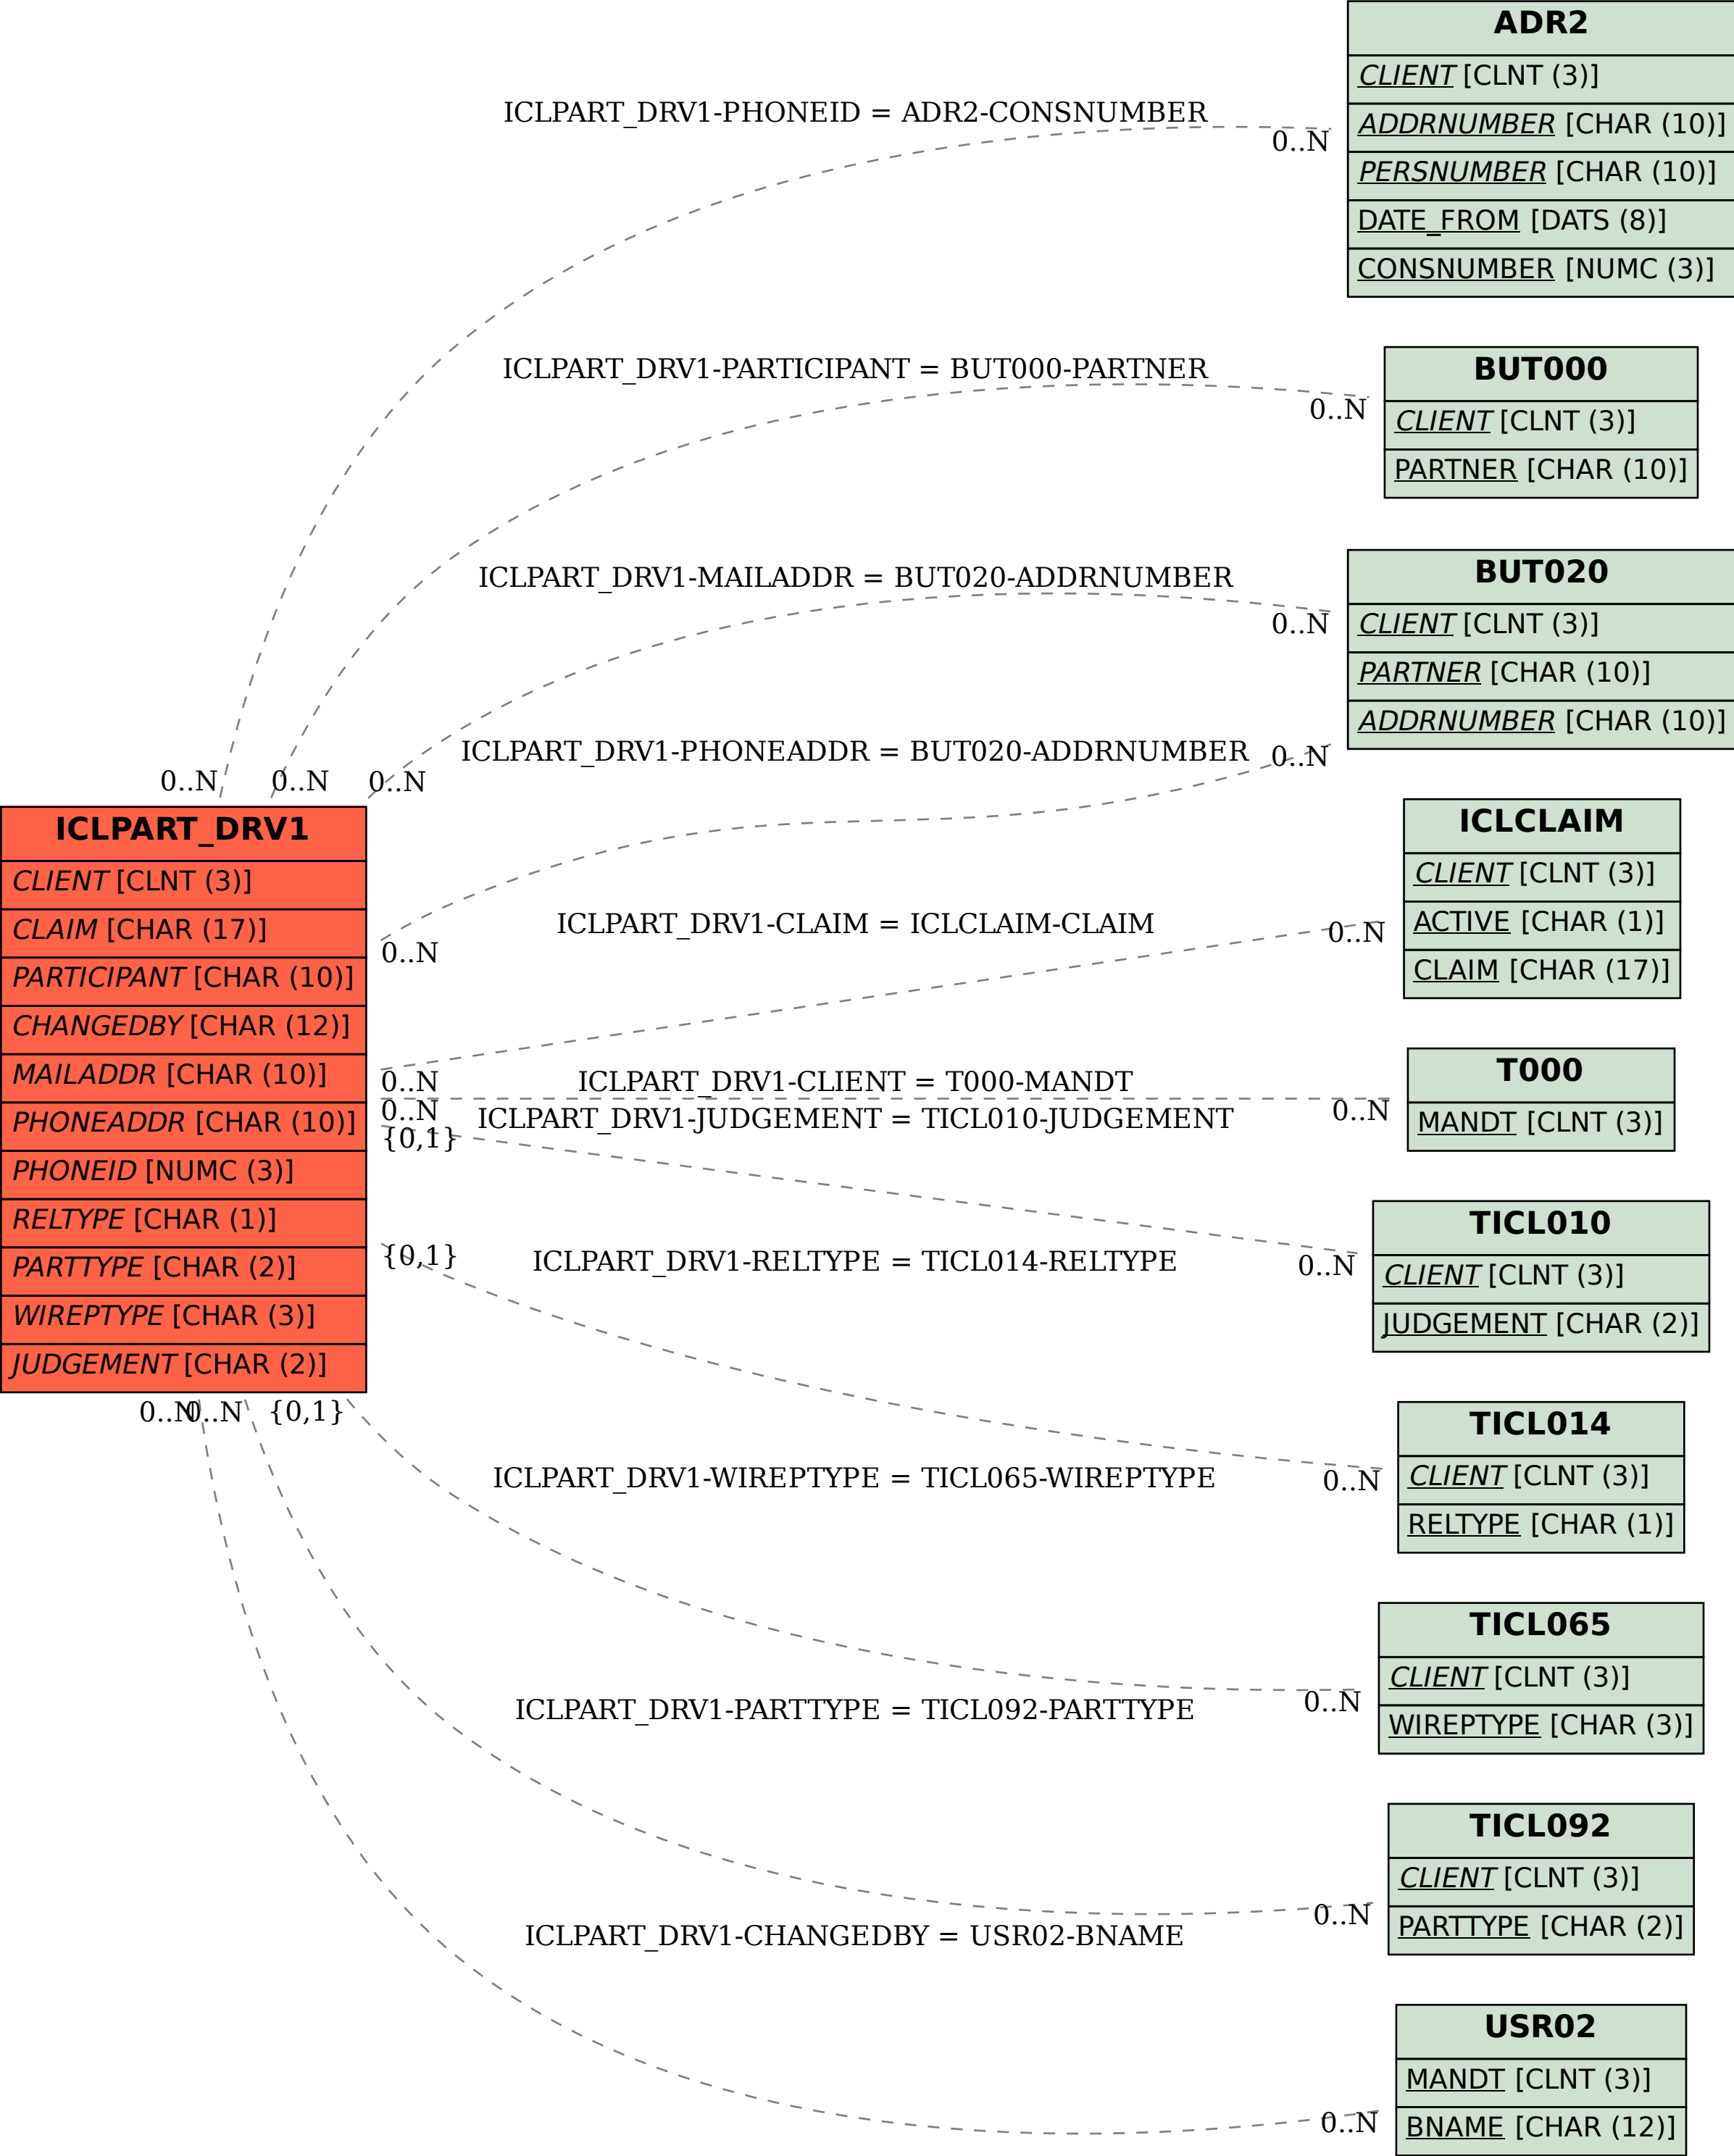 ADR2
CLIENT [CLNT (3)]
ADDRNUMBER [CHAR (10)]
PERSNUMBER [CHAR (10)]
DATE_FROM [DATS (8)]
CONSNUMBER [NUMC (3)]
ICLPART_DRV1-PHONEID = ADR2-CONSNUMBER
0..N
BUT000
CLIENT [CLNT (3)]
PARTNER [CHAR (10)]
ICLPART_DRV1-PARTICIPANT = BUT000-PARTNER
0..N
BUT020
CLIENT [CLNT (3)]
PARTNER [CHAR (10)]
ADDRNUMBER [CHAR (10)]
ICLPART_DRV1-MAILADDR = BUT020-ADDRNUMBER
0..N
ICLPART_DRV1-PHONEADDR = BUT020-ADDRNUMBER
0..N
0..N
0..N
0..N
ICLPART_DRV1
CLIENT [CLNT (3)]
CLAIM [CHAR (17)]
PARTICIPANT [CHAR (10)]
CHANGEDBY [CHAR (12)]
MAILADDR [CHAR (10)]
PHONEADDR [CHAR (10)]
PHONEID [NUMC (3)]
RELTYPE [CHAR (1)]
PARTTYPE [CHAR (2)]
WIREPTYPE [CHAR (3)]
JUDGEMENT [CHAR (2)]
0..N
ICLPART_DRV1-CLAIM = ICLCLAIM-CLAIM
0..N
ICLCLAIM
CLIENT [CLNT (3)]
ACTIVE [CHAR (1)]
CLAIM [CHAR (17)]
0..N
ICLPART_DRV1-CLIENT = T000-MANDT
0..N
0..N
T000
MANDT [CLNT (3)]
{0,1}
ICLPART_DRV1-JUDGEMENT = TICL010-JUDGEMENT
0..N
TICL010
CLIENT [CLNT (3)]
JUDGEMENT [CHAR (2)]
{0,1}
ICLPART_DRV1-RELTYPE = TICL014-RELTYPE
0..N
TICL014
CLIENT [CLNT (3)]
RELTYPE [CHAR (1)]
0..N
0..N
{0,1}
ICLPART_DRV1-WIREPTYPE = TICL065-WIREPTYPE
0..N
TICL065
CLIENT [CLNT (3)]
WIREPTYPE [CHAR (3)]
ICLPART_DRV1-PARTTYPE = TICL092-PARTTYPE
0..N
TICL092
CLIENT [CLNT (3)]
PARTTYPE [CHAR (2)]
ICLPART_DRV1-CHANGEDBY = USR02-BNAME
0..N
USR02
MANDT [CLNT (3)]
BNAME [CHAR (12)]